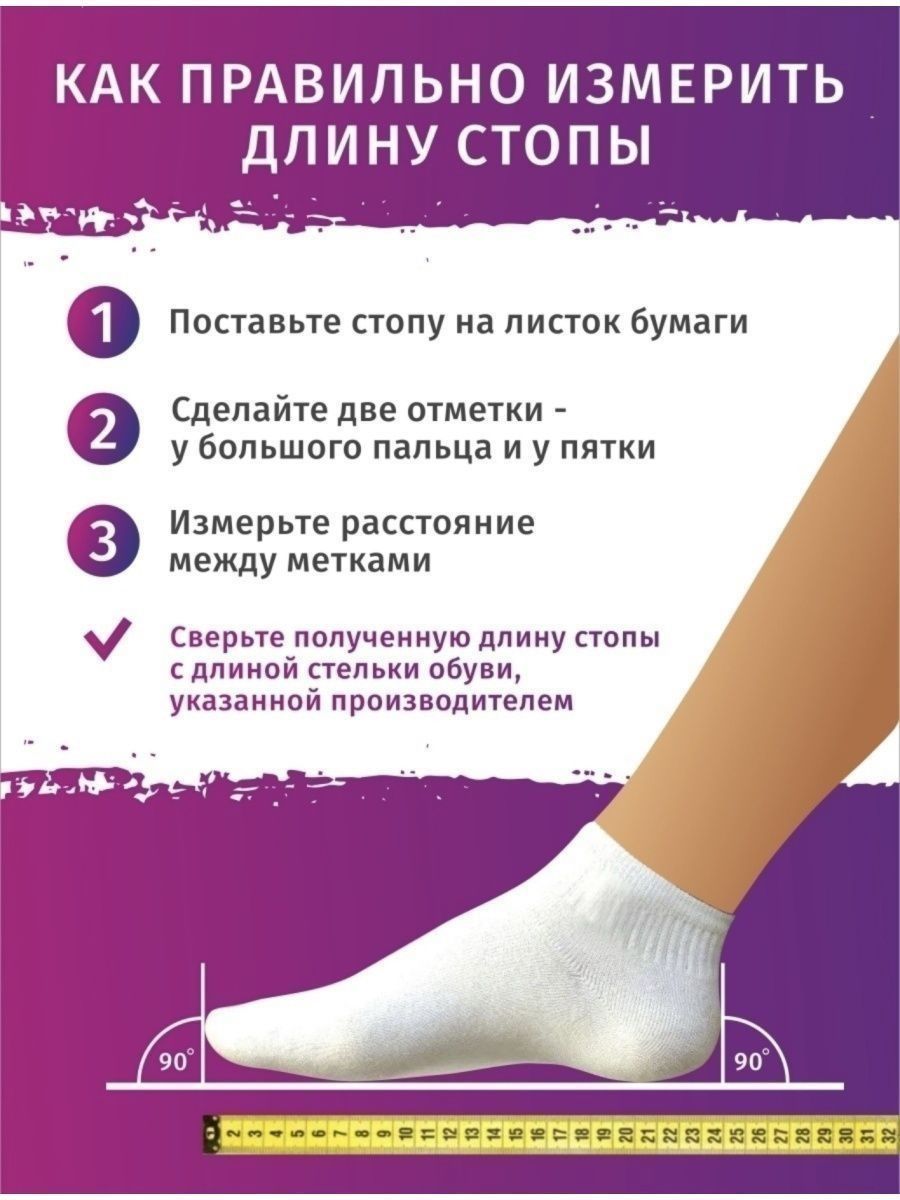 КАК ПРАВИЛЬНО ИЗМЕРИТЬ
ДЛИНУ СТОПЫ
1 Поставьте стопу на листок бумаги
2 Сделайте две отметки -
у большого пальца и у пятки
3 Измерьте расстояние
между метками
Сверьте полученную длину стопы
с длиной стельки обуви,
указанной производителем
90° 90°
2 3 4 5 6 7 8 9 10 11 12 13 14 15 16 17 18 19 20 21 22 23 24 25 26 27 28 29 30 31 32